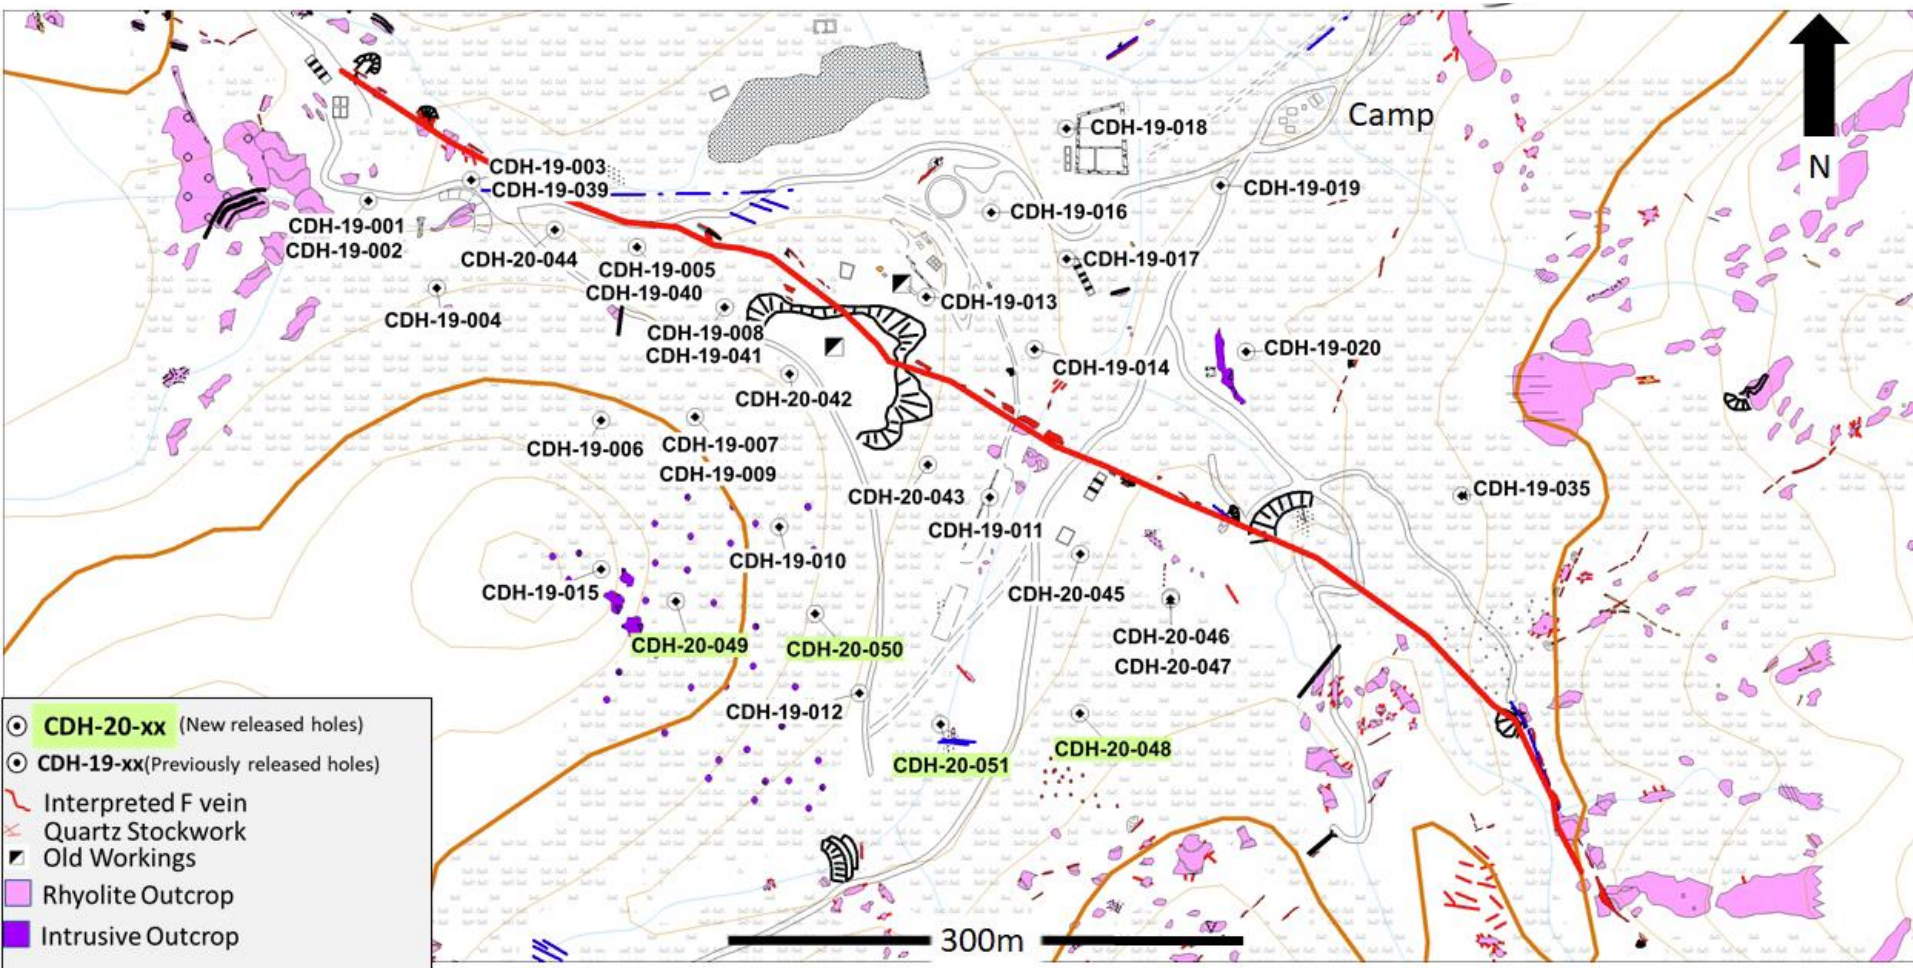 Camp
N
CDH-19-018
CDH-19-003
CDH-19-039
CDH-19-019
CDH-19-016
CDH-19-001
CDH-19-002
CDH-20-044
CDH-19-005
CDH-19-040
CDH-19-017
CDH-19-013
CDH-19-004
CDH-19-008
CDH-19-041
CDH-19-020
CDH-19-014
CDH-20-042
CDH-19-006
CDH-19-007
CDH-19-009
CDH-20-043
CDH-19-035
CDH-19-011
CDH-19-010
CDH-19-015
CDH-20-045
CDH-20-049
CDH-20-050
CDH-20-046
CDH-20-047
CDH-19-012
CDH-20-051
CDH-20-048
CDH-20-xx (New released holes)
CDH-19-xx(Previously released holes)
Interpreted F vein
Quartz Stockwork
Old Workings
Rhyolite Outcrop
Intrusive Outcrop
300m